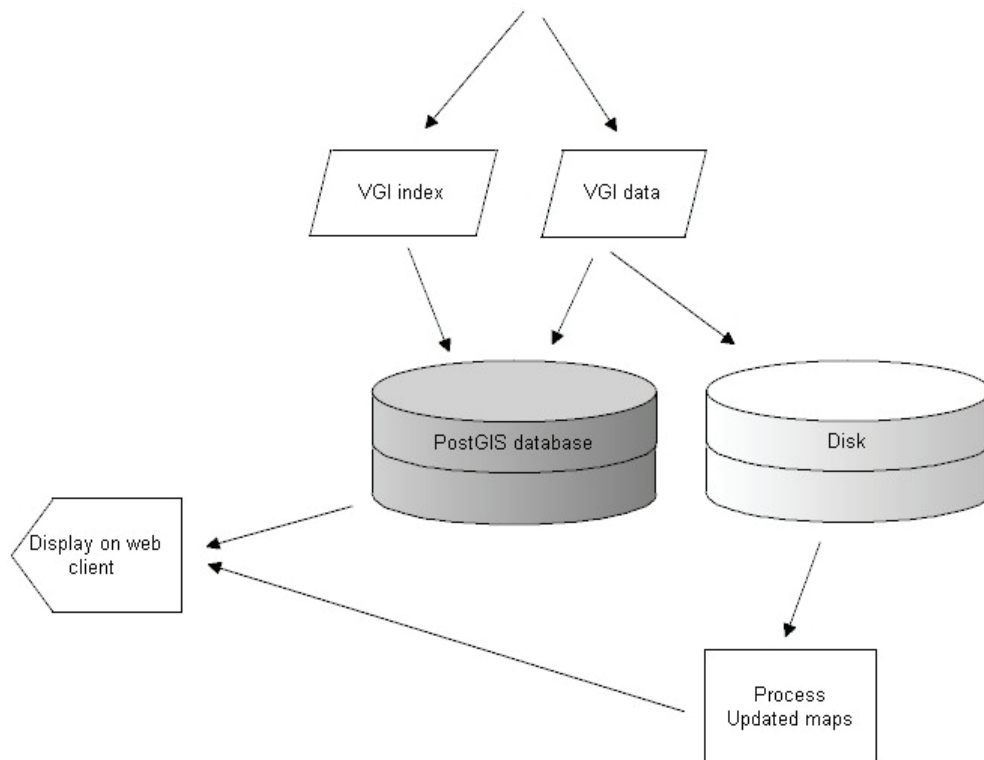 VGI index
VGI data
PostGIS database
Disk
Display on web
client
Process
Updated maps